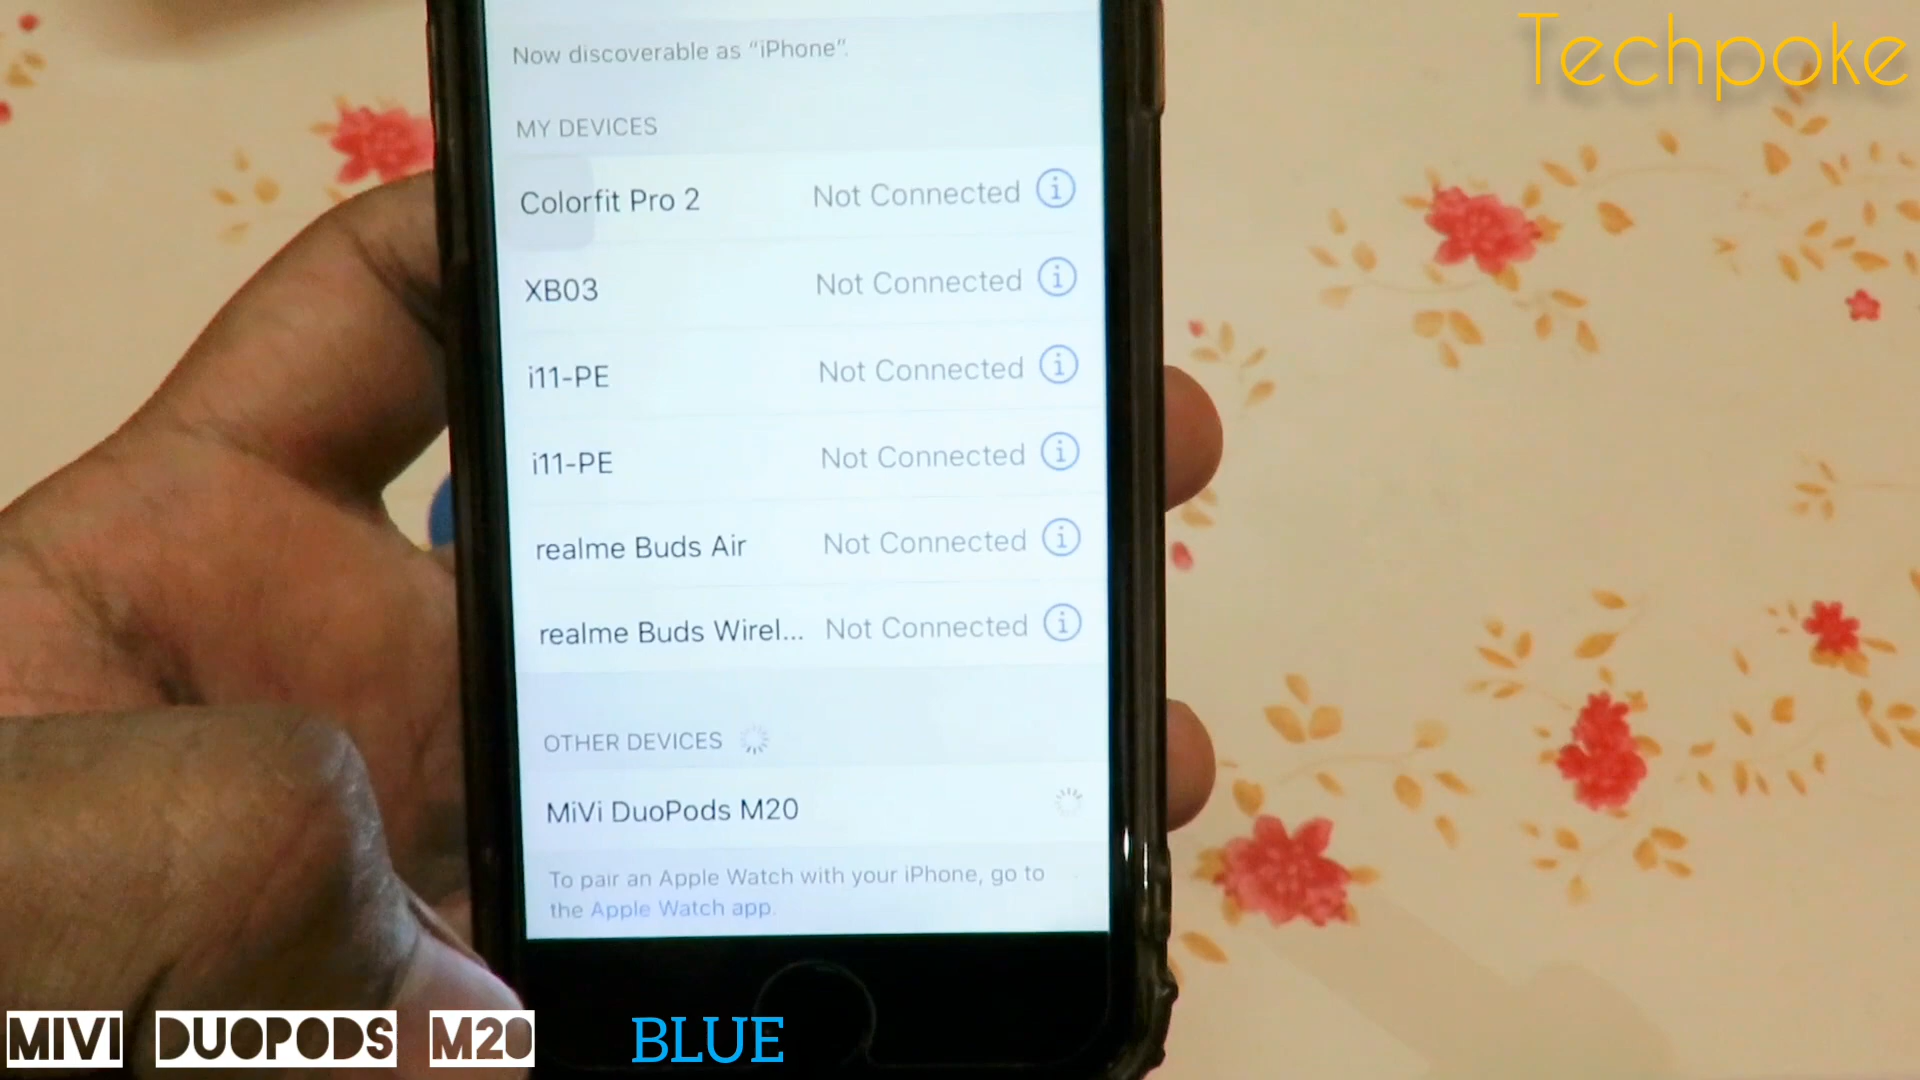 Techpoke
Now discoverable as “iPhone”.
MY DEVICES
Colorfit Pro 2 Not Connected i
XB03 Not Connected i
i11-PE Not Connected i
i11-PE Not Connected i
realme Buds Air Not Connected i
realme Buds Wirel... Not Connected i
OTHER DEVICES
MiVi DuoPods M20
To pair an Apple Watch with your iPhone, go to
the Apple Watch app.
MIVI DUOPODS M20 BLUE